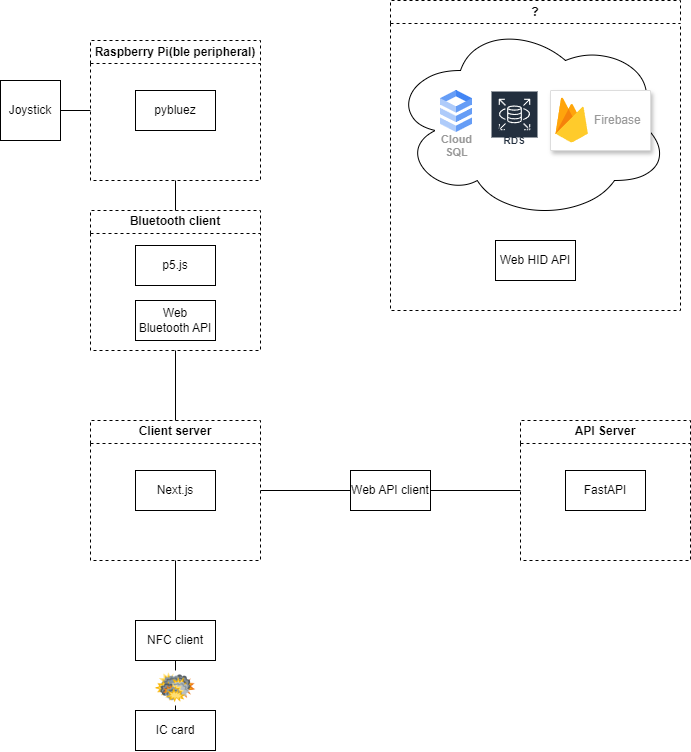 ?
Raspberry Pi(ble peripheral)
Joystick
pybluez
Cloud
SQL
RDS
Firebase
Bluetooth client
p5.js
Web
Bluetooth API
Web HID API
Client server
API Server
Next.js
Web API client
FastAPI
NFC client
IC card